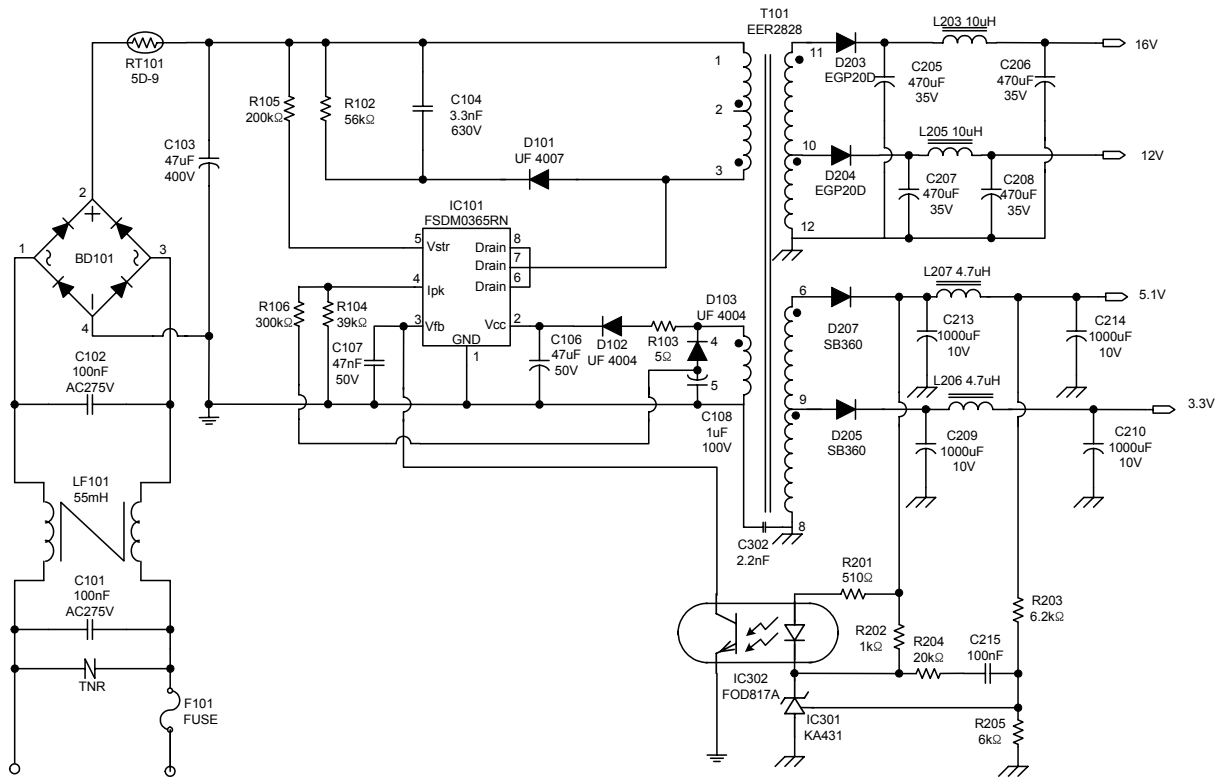 T101
EER2828
RT101
5D-9
C103
47uF
400V
R105
200kΩ
R102
56kΩ
C104
3.3nF
630V
D101
UF 4007
1
2
3
11
10
12
D203
EGP20D
C205
470uF
35V
L203 10uH
C206
470uF
35V
16V
L205 10uH
D204
EGP20D
C207
470uF
35V
C208
470uF
35V
12V
2
1
BD101
3
4
IC101
FSDM0365RN
5
Vstr
4
Ipk
3
Vfb
Drain
8
Drain
7
Drain
6
Vcc
2
GND
1
R106
300kΩ
R104
39kΩ
C107
47nF
50V
C106
47uF
50V
D102
UF 4004
R103
5Ω
D103
UF 4004
4
5
C108
1uF
100V
6
9
8
D207
SB360
L207 4.7uH
C213
1000uF
10V
C214
1000uF
10V
5.1V
L206 4.7uH
D205
SB360
C209
1000uF
10V
C210
1000uF
10V
3.3V
C102
100nF
AC275V
LF101
55mH
C101
100nF
AC275V
TNR
F101
FUSE
C302
2.2nF
R201
510Ω
R202
1kΩ
R204
20kΩ
C215
100nF
R203
6.2kΩ
IC302
FOD817A
IC301
KA431
R205
6kΩ